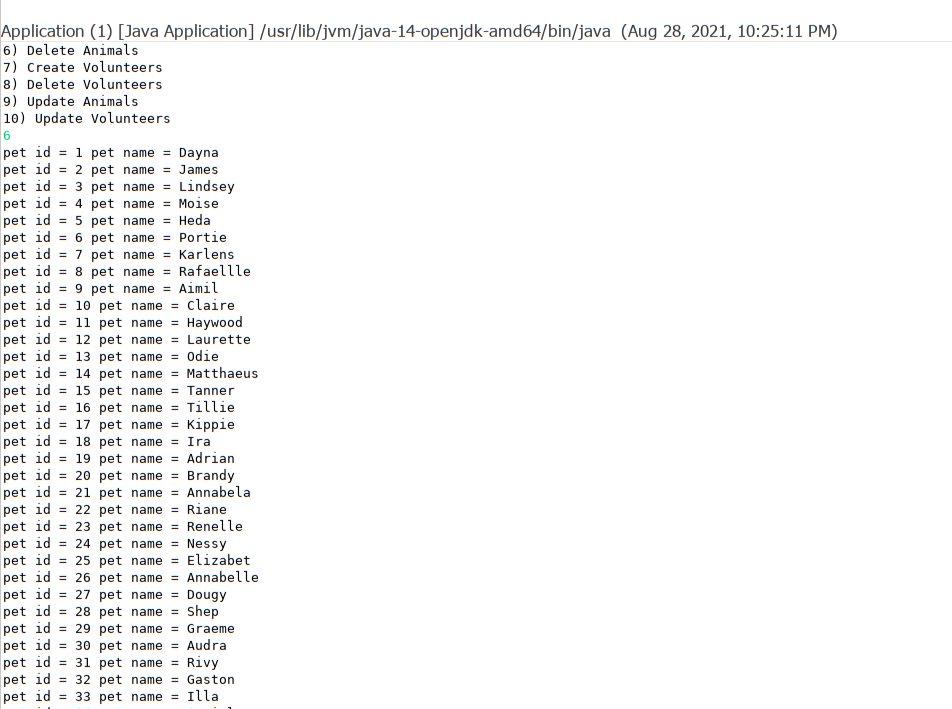 Application (1) [Java Application] /usr/lib/jvm/java-14-openjdk-amd64/bin/java (Aug 28, 2021, 10:25:11 PM)
6) Delete Animals
7) Create Volunteers
8) Delete Volunteers
9) Update Animals
10) Update Volunteers
6
pet id = 1 pet name = Dayna
pet id = 2 pet name = James
pet id = 3 pet name = Lindsey
pet id = 4 pet name = Moise
pet id = 5 pet name = Heda
pet id = 6 pet name = Portie
pet id = 7 pet name = Karlens
pet id = 8 pet name = Rafaellle
pet id = 9 pet name = Aimil
pet id = 10 pet name = Claire
pet id = 11 pet name = Haywood
pet id = 12 pet name = Laurette
pet id = 13 pet name = Odie
pet id = 14 pet name = Matthaeus
pet id = 15 pet name = Tanner
pet id = 16 pet name = Tillie
pet id = 17 pet name = Kippie
pet id = 18 pet name = Ira
pet id = 19 pet name = Adrian
pet id = 20 pet name = Brandy
pet id = 21 pet name = Annabela
pet id = 22 pet name = Riane
pet id = 23 pet name = Renelle
pet id = 24 pet name = Nessy
pet id = 25 pet name = Elizabet
pet id = 26 pet name = Annabelle
pet id = 27 pet name = Dougy
pet id = 28 pet name = Shep
pet id = 29 pet name = Graeme
pet id = 30 pet name = Audra
pet id = 31 pet name = Rivy
pet id = 32 pet name = Gaston
pet id = 33 pet name = Illa